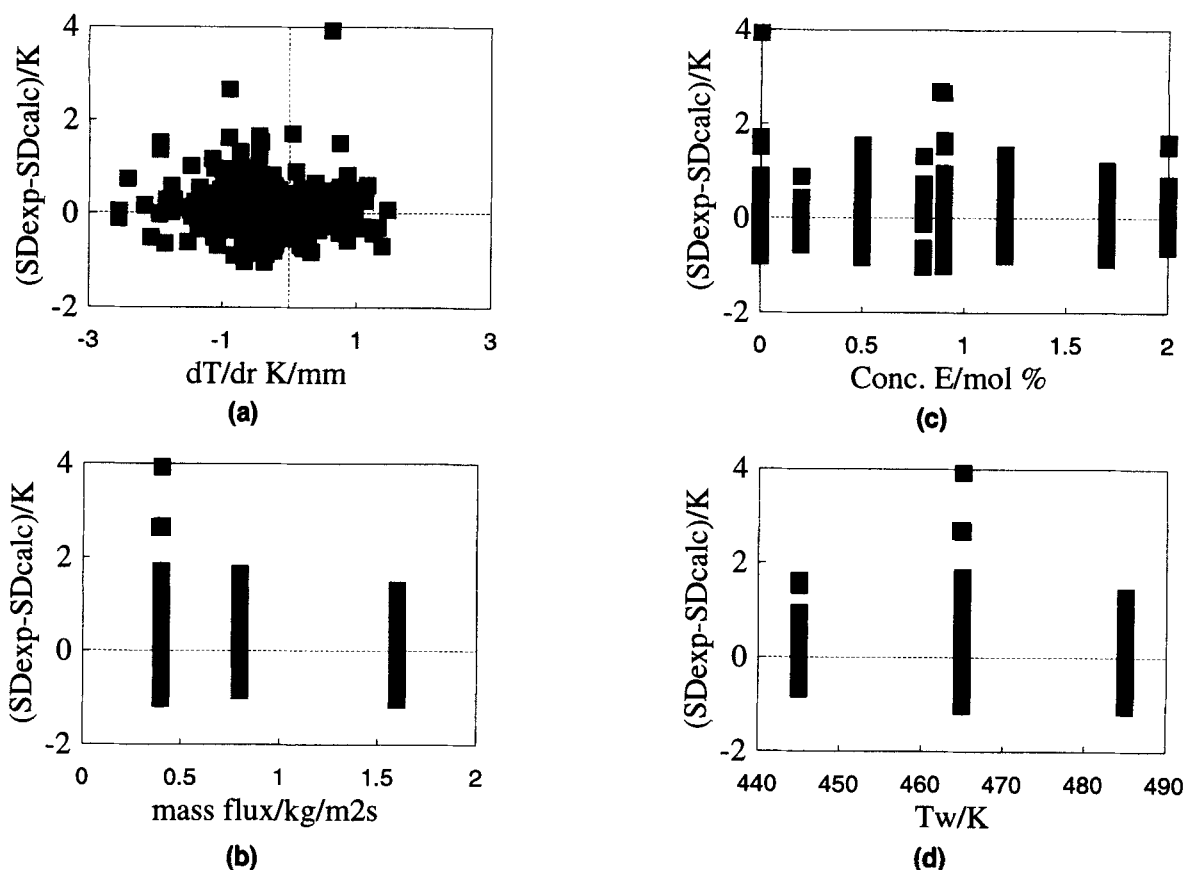 4
2
0
-2
(SDexp-SDcalc)/K
-3 -1 1 3
dT/dr K/mm
(a)
4
2
0
-2
(SDexp-SDcalc)/K
0 0.5 1 1.5 2
Conc. E/mol %
(c)
4
2
0
-2
(SDexp-SDcalc)/K
0 0.5 1 1.5 2
mass flux/kg/m2s
(b)
4
2
0
-2
(SDexp-SDcalc)/K
440 450 460 470 480 490
Tw/K
(d)